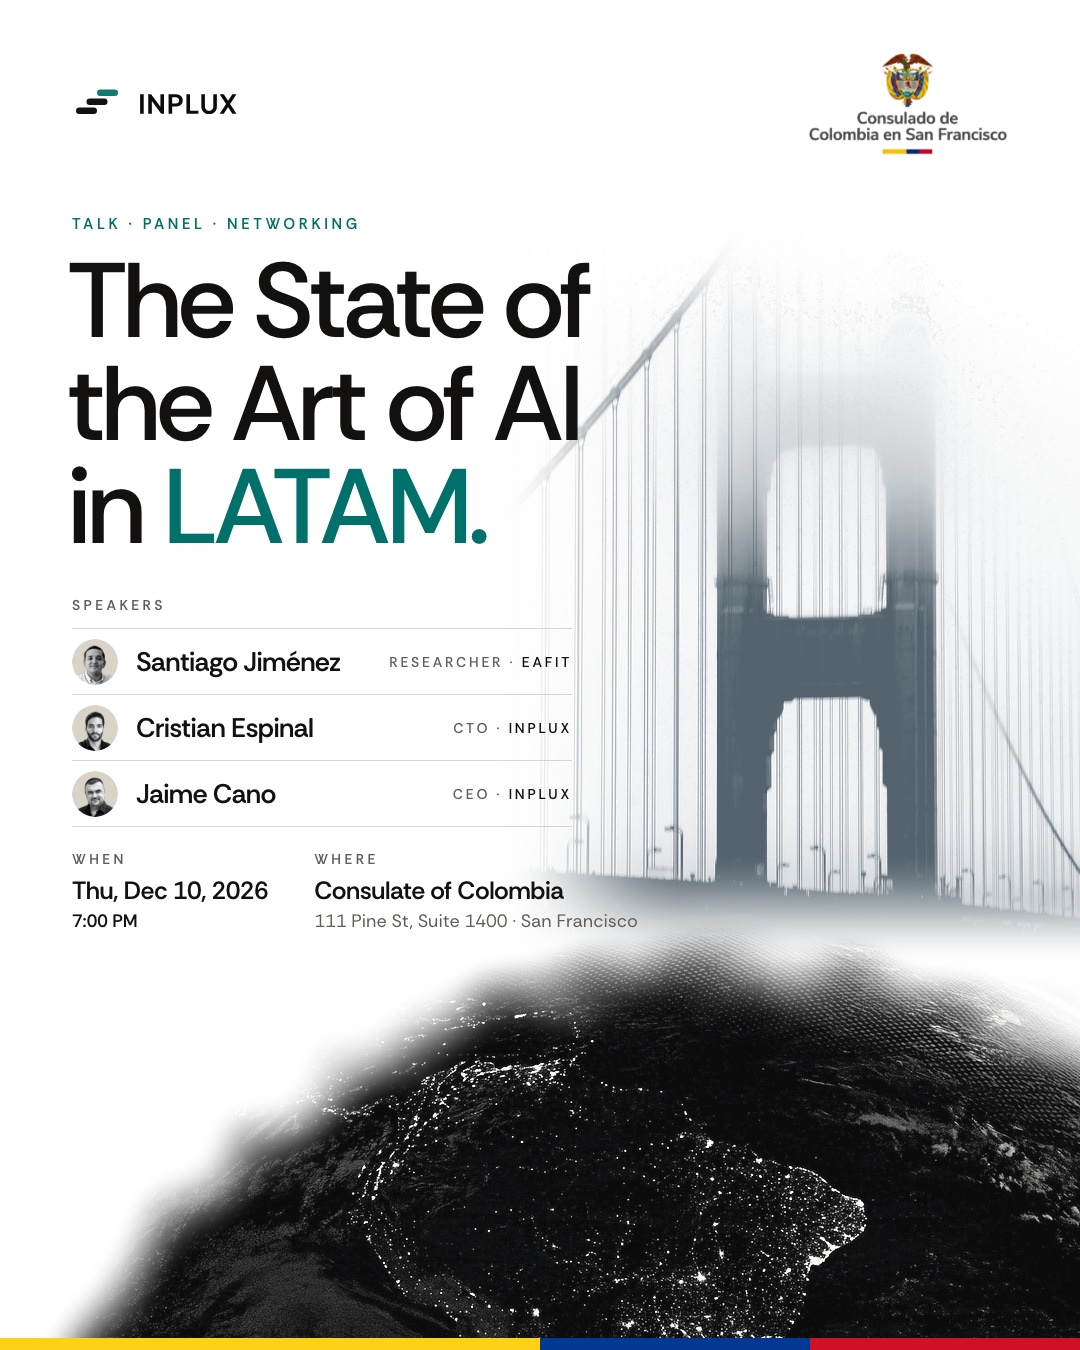 INPLUX
Consulado de
Colombia en San Francisco
TALK · PANEL · NETWORKING
The State of
the Art of AI
in LATAM.
SPEAKERS
Santiago Jiménez RESEARCHER · EAFIT
Cristian Espinal CTO · INPLUX
Jaime Cano CEO · INPLUX
WHEN
Thu, Dec 10, 2026
7:00 PM
WHERE
Consulate of Colombia
111 Pine St, Suite 1400 · San Francisco